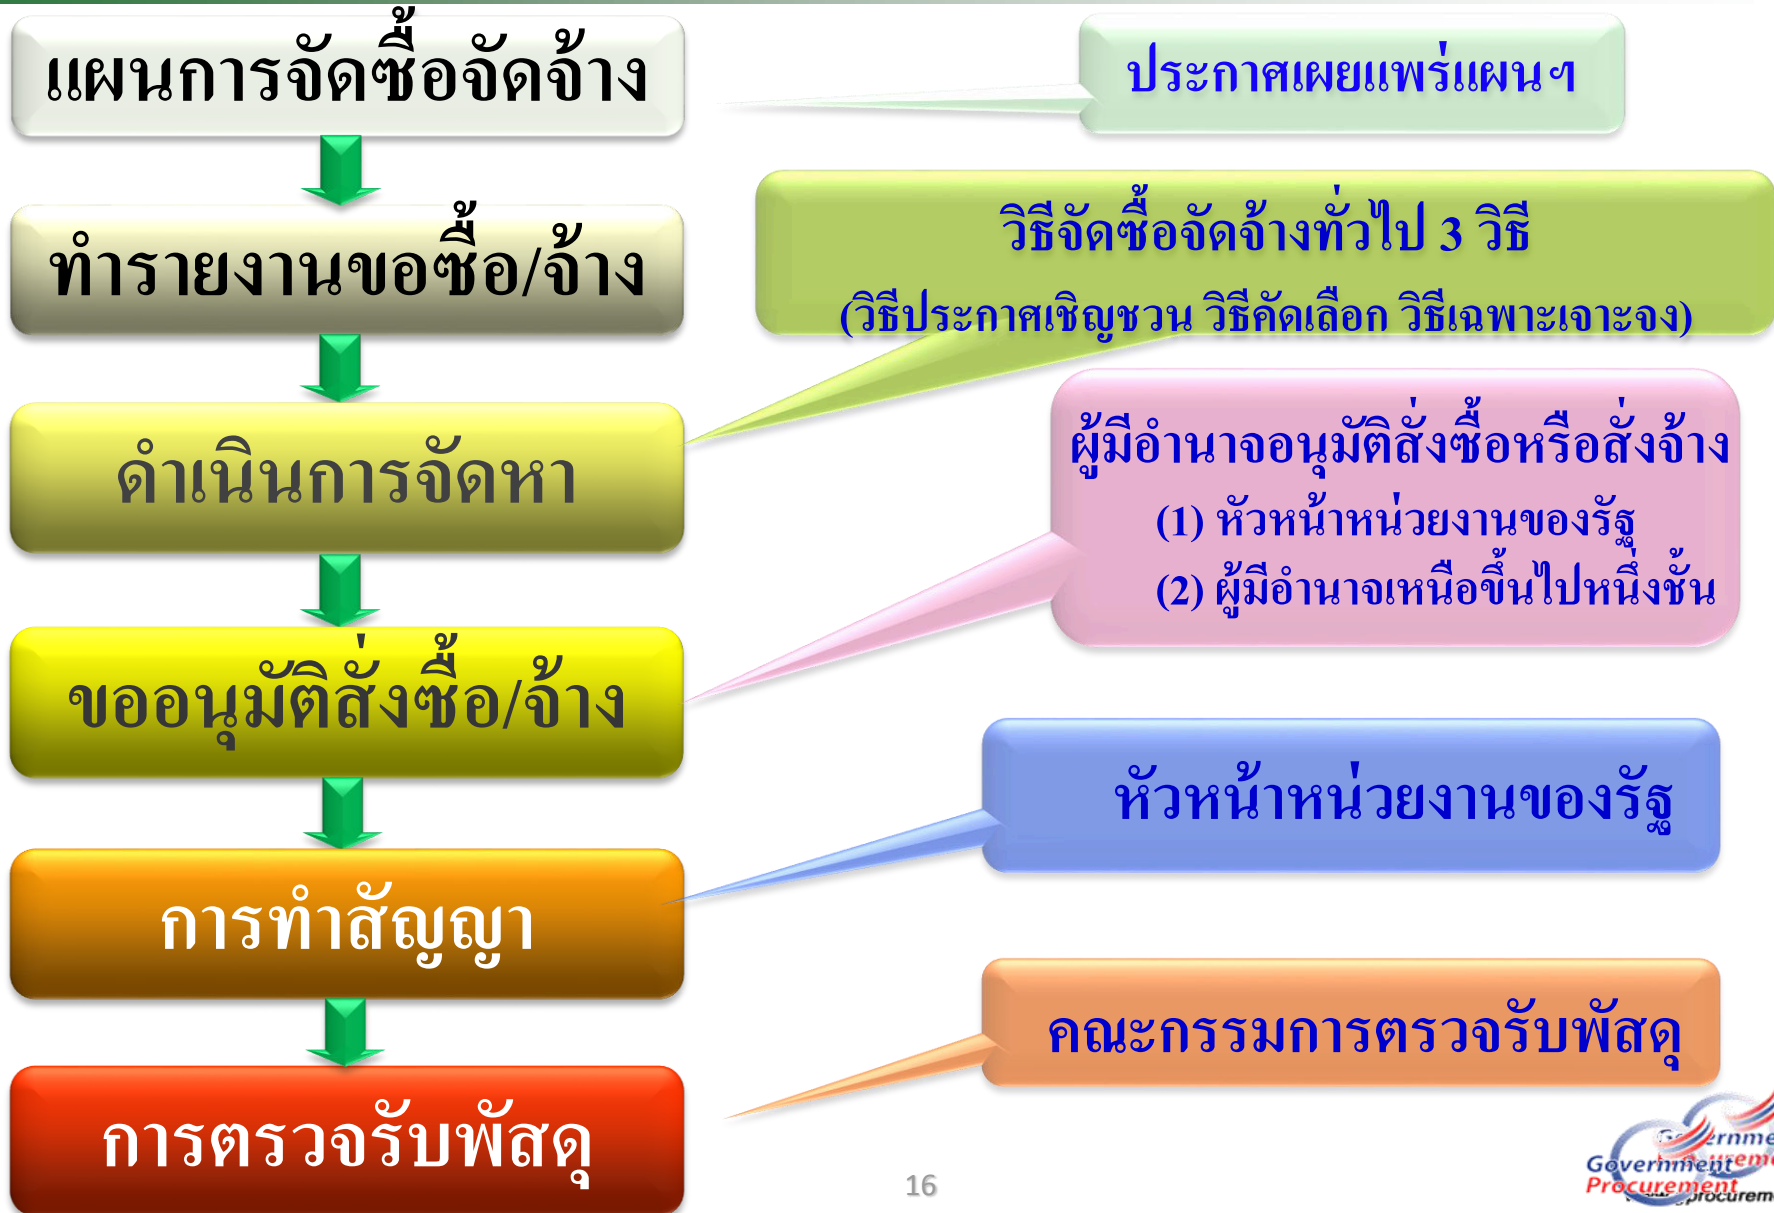 แผนการจัดซื้อจัดจ้าง
ประกาศเผยแพร่แผนฯ
ทำรายงานขอซื้อ/จ้าง
วิธีจัดซื้อจัดจ้างทั่วไป 3 วิธี
(วิธีประกาศเชิญชวน วิธีคัดเลือก วิธีเฉพาะเจาะจง)
ดำเนินการจัดหา
ผู้มีอำนาจอนุมัติสั่งซื้อหรือสั่งจ้าง
(1) หัวหน้าหน่วยงานของรัฐ
(2) ผู้มีอำนาจเหนือขึ้นไปหนึ่งชั้น
ขออนุมัติสั่งซื้อ/จ้าง
หัวหน้าหน่วยงานของรัฐ
การทำสัญญา
คณะกรรมการตรวจรับพัสดุ
การตรวจรับพัสดุ
16
Government
Procurement